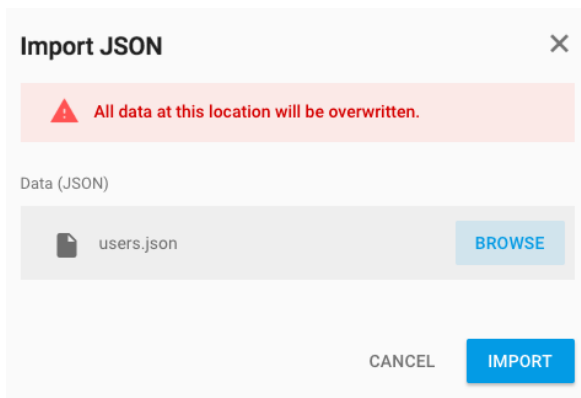 Import JSON
All data at this location will be overwritten.
Data (JSON)
users.json
BROWSE
CANCEL
IMPORT